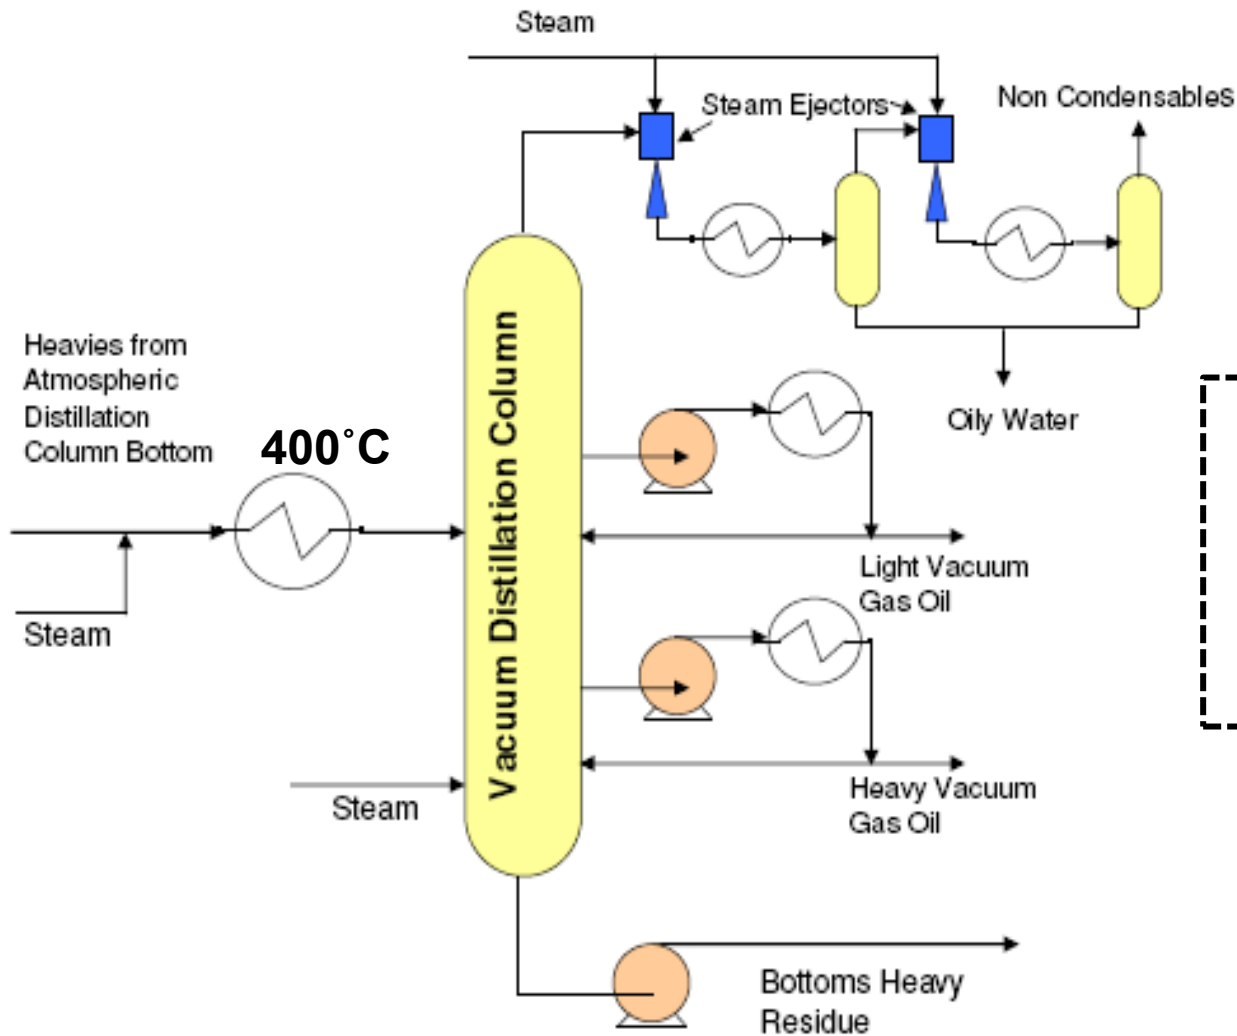 Steam
Steam Ejectors
Non Condensables
Heavies from
Atmospheric
Distillation
Column Bottom
400°C
Steam
Vacuum Distillation Column
Oily Water
Light Vacuum
Gas Oil
Steam
Heavy Vacuum
Gas Oil
Bottoms Heavy
Residue